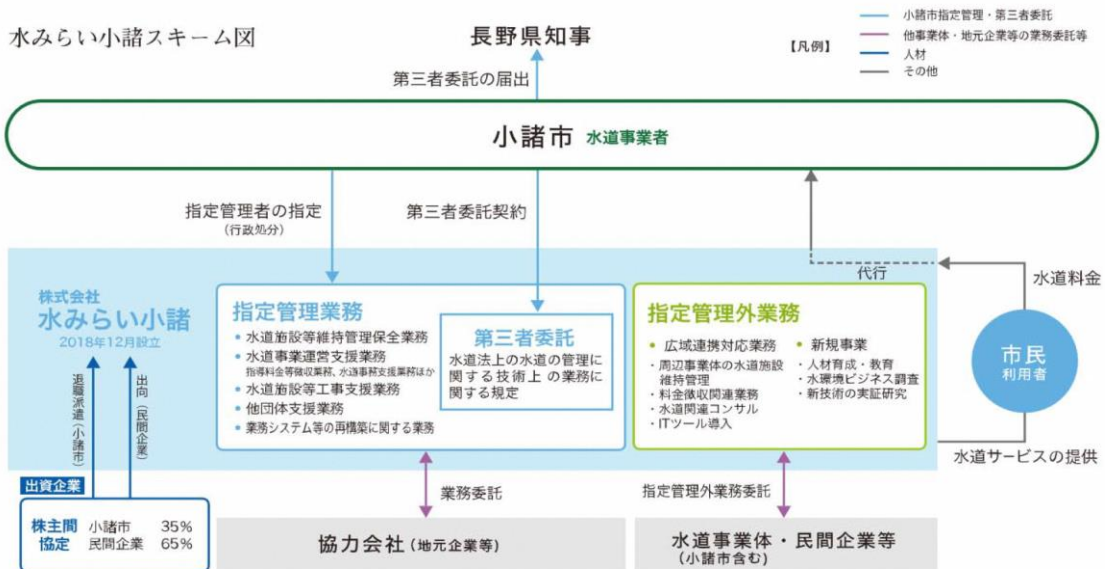 水みらい小諸スキーム図
長野県知事
【凡例】
小諸市指定管理・第三者委託
他事業体・地元企業等の業務委託等
人材
その他
第三者委託の届出
小諸市 水道事業者
指定管理者の指定
(行政処分)
第三者委託契約
代行
水道料金
株式会社
水みらい小諸
2018年12月設立
退職派遣(小諸市)
出向(民間企業)
指定管理業務
• 水道施設等維持管理保全業務
• 水道事業運営支援業務
指導料金等徴収業務、水道事務支援業務ほか
• 水道施設等工事支援業務
• 他団体支援業務
• 業務システム等の再構築に関する業務
第三者委託
水道法上の水道の管理に
関する技術上の業務に
関する規定
指定管理外業務
• 広域連携対応業務
・周辺事業体の水道施設
維持管理
・料金徴収関連業務
・水道関連コンサル
・ITツール導入
• 新規事業
・人材育成・教育
・水環境ビジネス調査
・新技術の実証研究
市民
利用者
水道サービスの提供
出資企業
株主間
協定
小諸市 35%
民間企業 65%
業務委託
協力会社(地元企業等)
指定管理外業務委託
水道事業体・民間企業等
(小諸市含む)